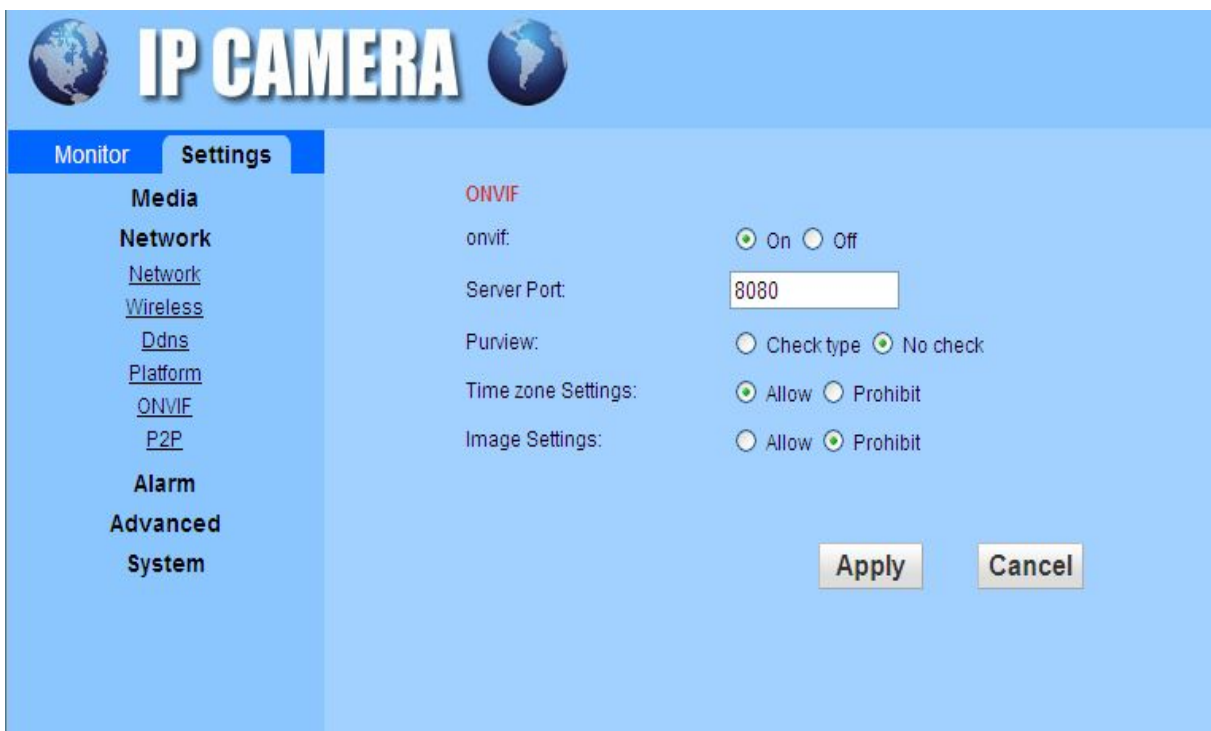 IP CAMERA
Monitor Settings
Media
Network
Network
Wireless
Ddns
Platform
ONVIF
P2P
Alarm
Advanced
System
ONVIF
onvif: On Off
Server Port: 8080
Purview: Check type No check
Time zone Settings: Allow Prohibit
Image Settings: Allow Prohibit
Apply Cancel